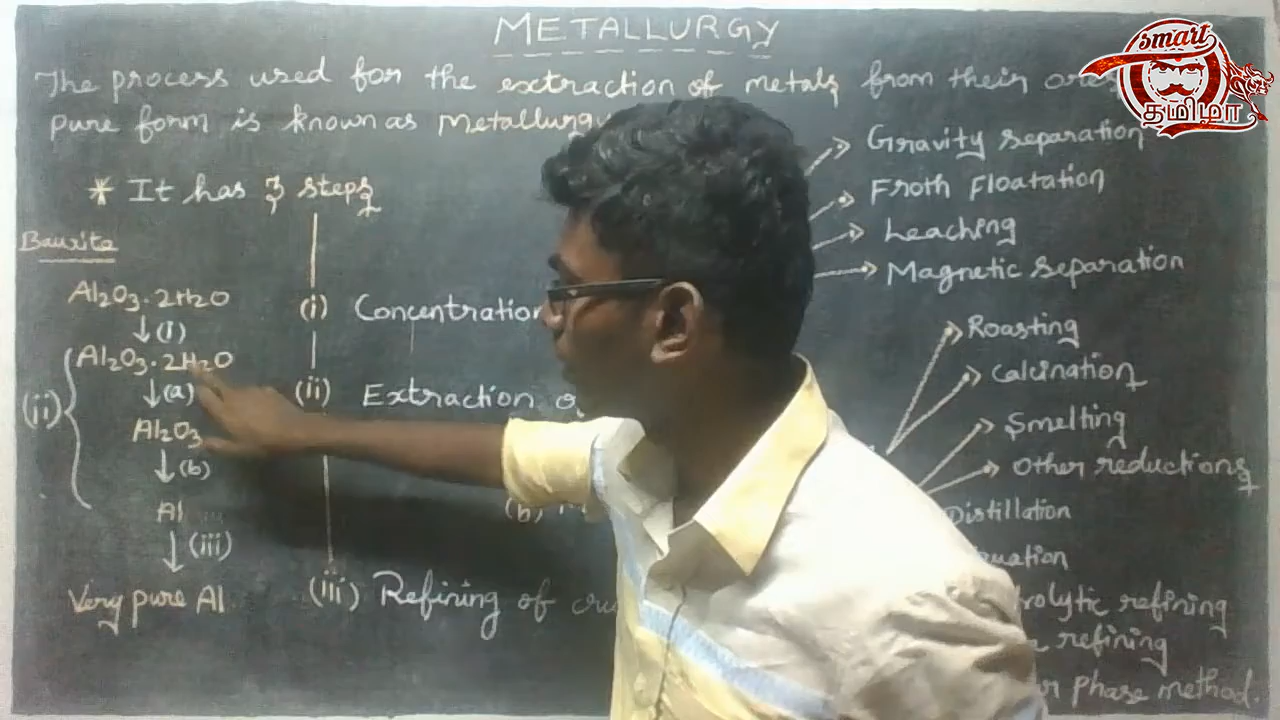 METALLURGY
The process used for the extraction of metals from their ores
pure form is known as Metallurgy
* It has 3 steps
Bauxite
Al₂O₃.2H₂O
↓(i)
Al₂O₃.2H₂O
(ii)
↓(a)
Al₂O₃
↓(b)
Al
↓(iii)
Very pure Al
(i) Concentration
(ii) Extraction
(b)
(iii) Refining of
Gravity separation
Froth Floatation
Leaching
Magnetic separation
Roasting
Calcination
Smelting
Other reductions
Distillation
refining
refining
phase method.
smart
தமிழா